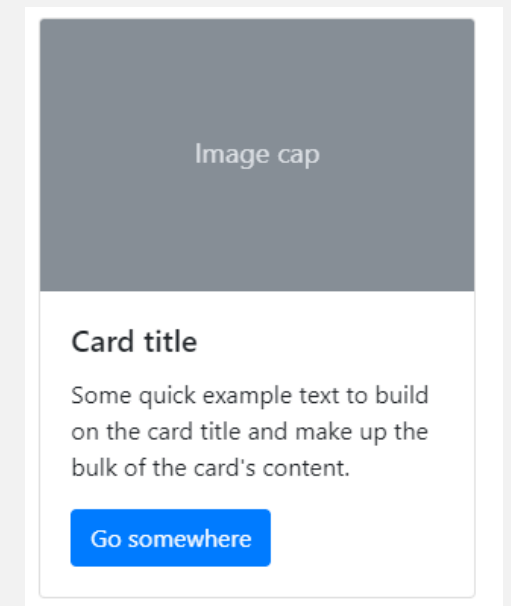 Image cap
Card title
Some quick example text to build
on the card title and make up the
bulk of the card's content.
Go somewhere